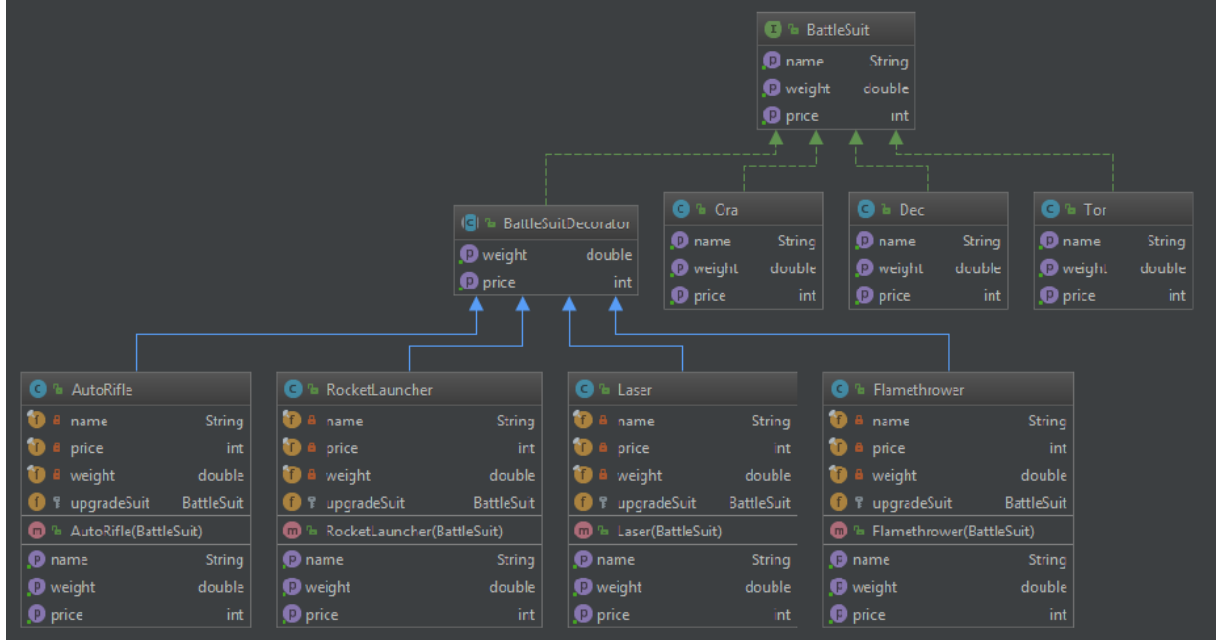 BattleSuit
name String
weight double
price int
BattleSuitDecorator
weight double
price int
Ora
name String
weight double
price int
Dec
name String
weight double
price int
Tor
name String
weight double
price int
AutoRifle
name String
price int
weight double
upgradeSuit BattleSuit
AutoRifle(BattleSuit)
name String
weight double
price int
RocketLauncher
name String
price int
weight double
upgradeSuit BattleSuit
RocketLauncher(BattleSuit)
name String
weight double
price int
Laser
name String
price int
weight double
upgradeSuit BattleSuit
Laser(BattleSuit)
name String
weight double
price int
Flamethrower
name String
price int
weight double
upgradeSuit BattleSuit
Flamethrower(BattleSuit)
name String
weight double
price int